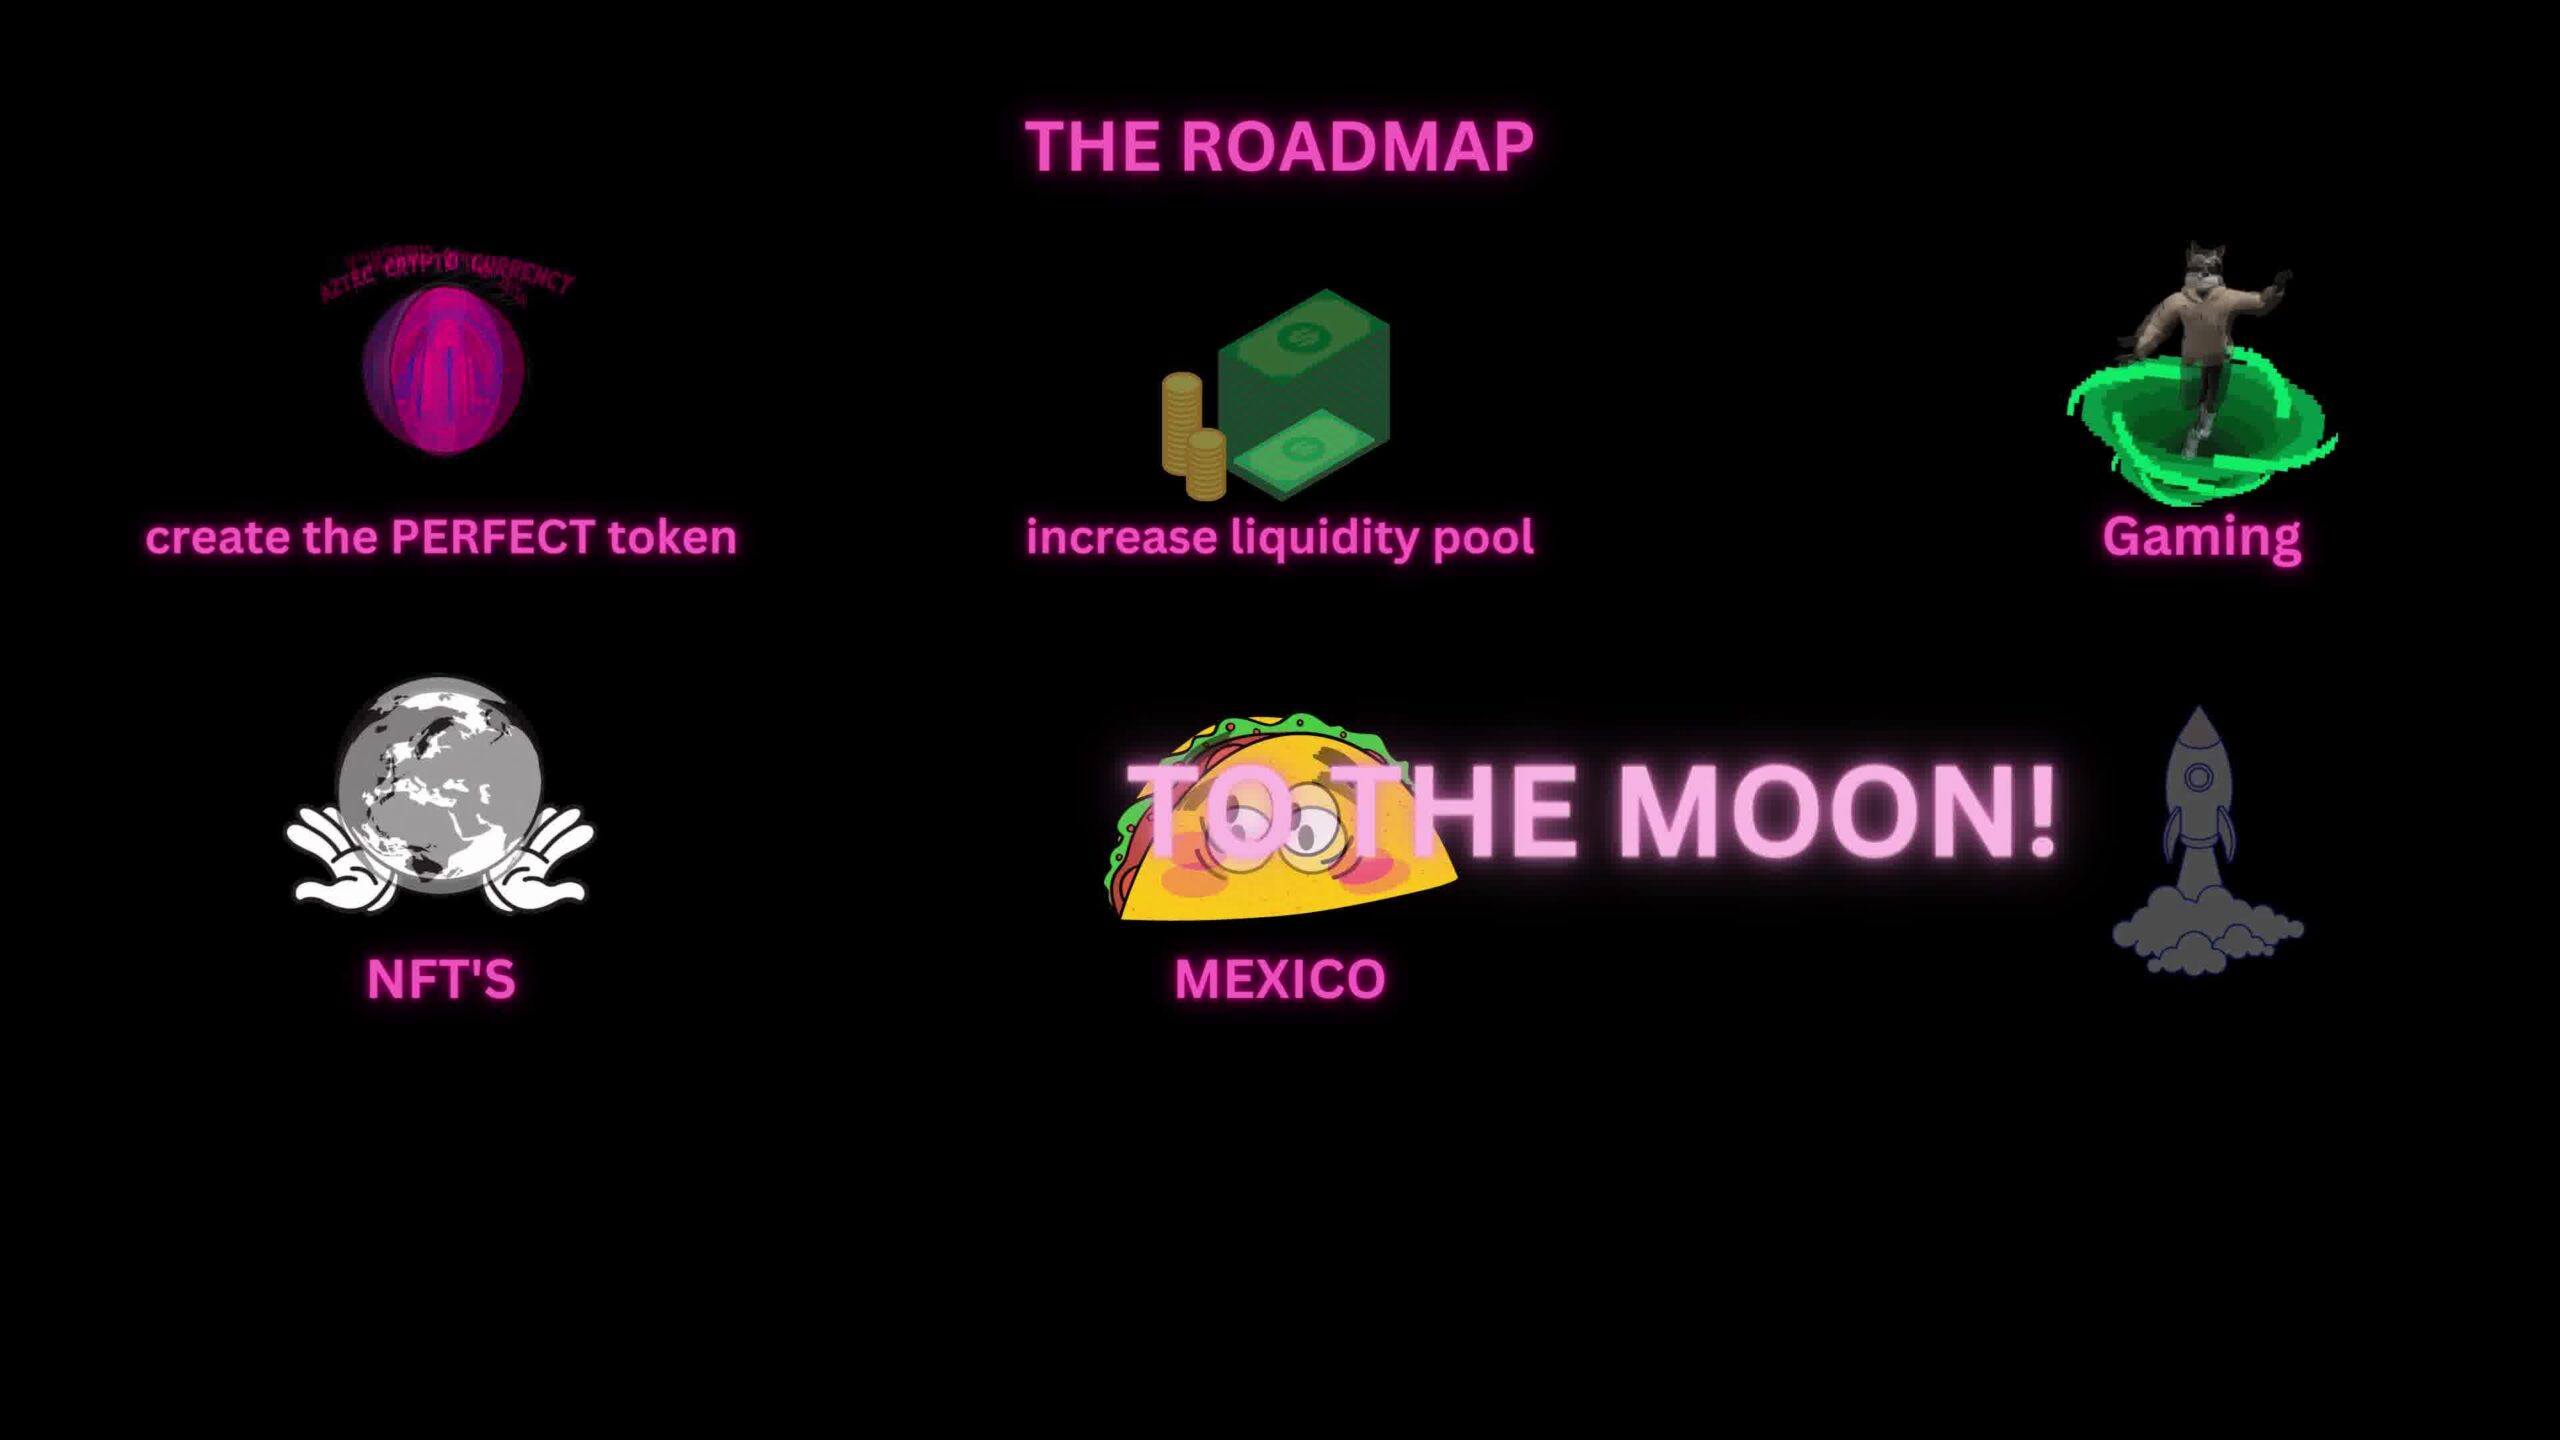 THE ROADMAP
AZTEC CRYPTO CURRENCY
create the PERFECT token
increase liquidity pool
Gaming
TO THE MOON!
NFT'S
MEXICO